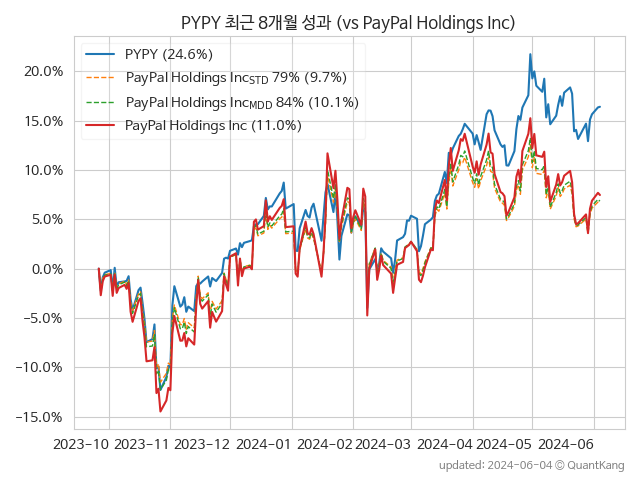 PYPY 최근 8개월 성과 (vs PayPal Holdings Inc)
PYPY (24.6%)
PayPal Holdings IncSTD 79% (9.7%)
PayPal Holdings IncMDD 84% (10.1%)
PayPal Holdings Inc (11.0%)
20.0%
15.0%
10.0%
5.0%
0.0%
-5.0%
-10.0%
-15.0%
2023-10 2023-11 2023-12 2024-01 2024-02 2024-03 2024-04 2024-05 2024-06
updated: 2024-06-04 © QuantKang